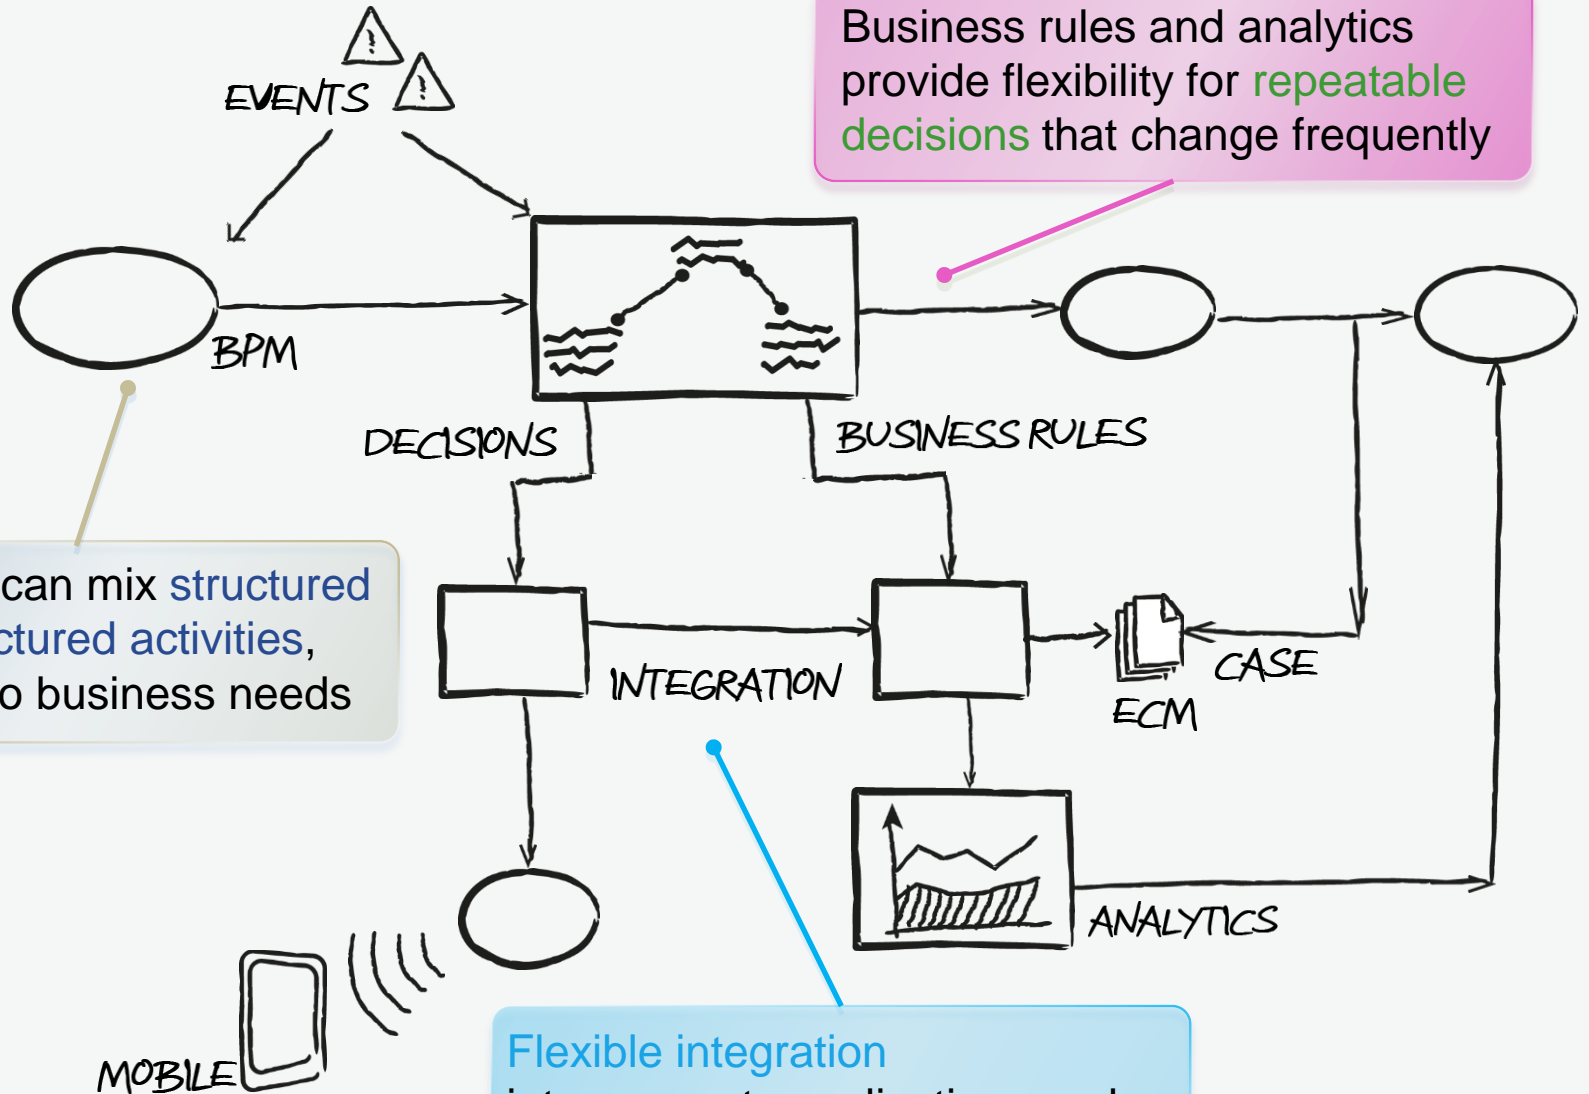 Business rules and analytics
provide flexibility for repeatable
decisions that change frequently
EVENTS
BPM
DECISIONS
BUSINESS RULES
can mix structured
activities,
business needs
INTEGRATION
CASE
ECM
ANALYTICS
MOBILE
Flexible integration